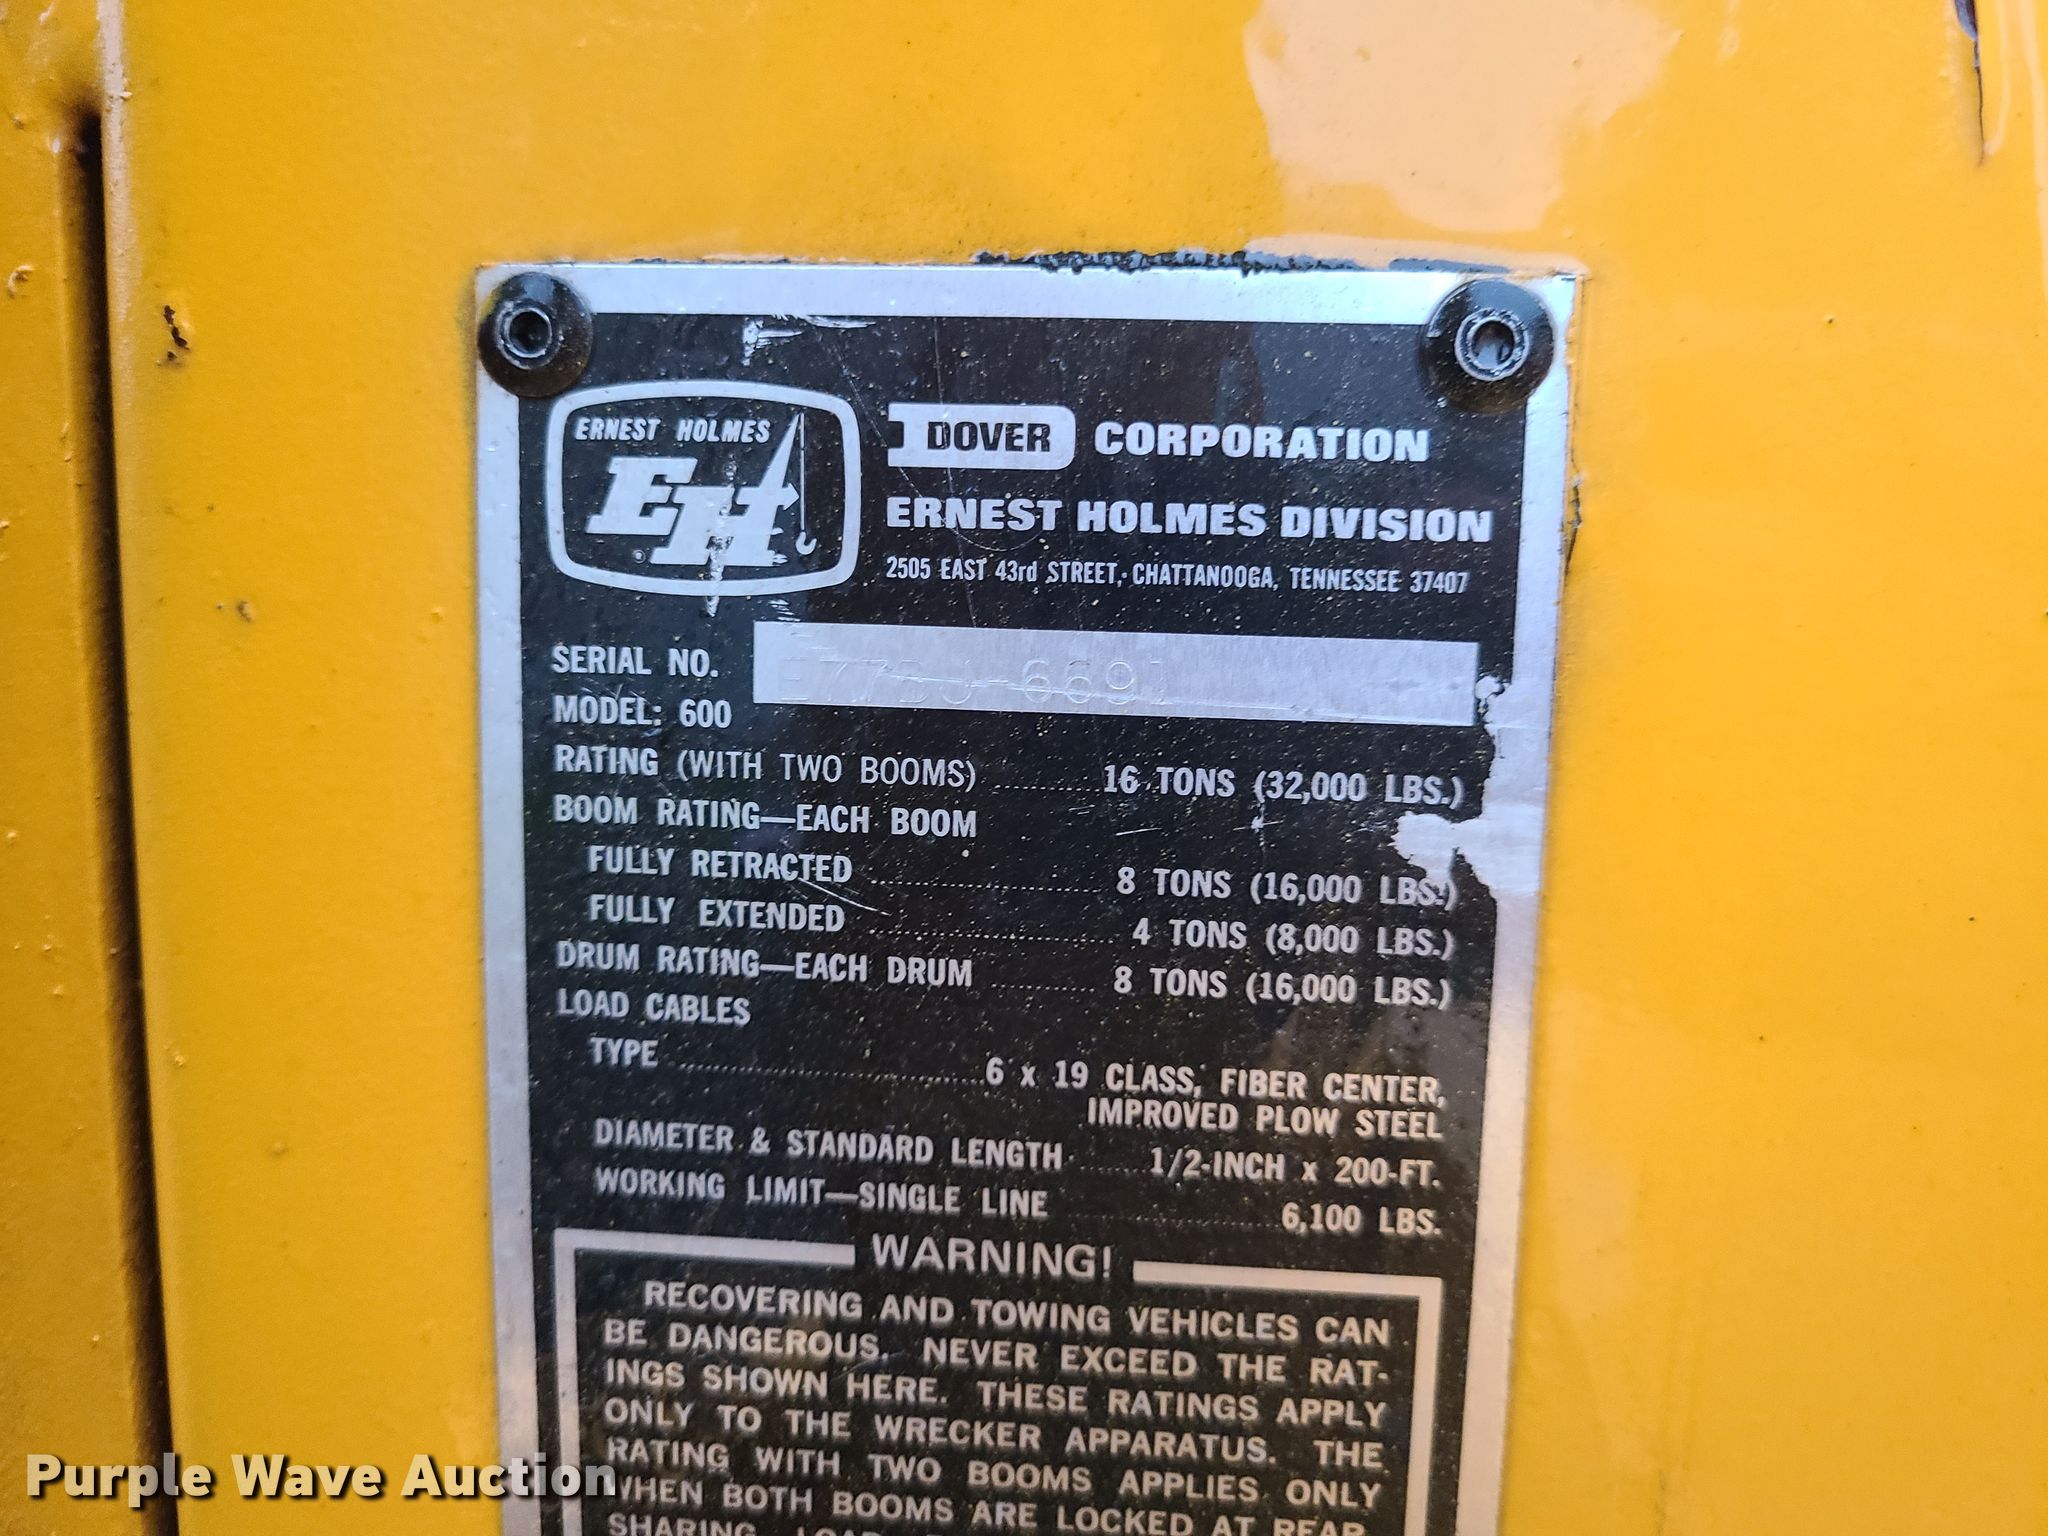 ERNEST HOLMES
EH
®
DOVER CORPORATION
ERNEST HOLMES DIVISION
2505 EAST 43rd STREET, CHATTANOOGA, TENNESSEE 37407
SERIAL NO.
MODEL: 600
RATING (WITH TWO BOOMS) .......... 16 TONS (32,000 LBS.)
BOOM RATING—EACH BOOM
FULLY RETRACTED .......... 8 TONS (16,000 LBS.)
FULLY EXTENDED .......... 4 TONS (8,000 LBS.)
DRUM RATING—EACH DRUM .......... 8 TONS (16,000 LBS.)
LOAD CABLES
TYPE .......... 6 x 19 CLASS, FIBER CENTER,
IMPROVED PLOW STEEL
DIAMETER & STANDARD LENGTH ...... 1/2-INCH x 200-FT.
WORKING LIMIT—SINGLE LINE .......... 6,100 LBS.
WARNING!
RECOVERING AND TOWING VEHICLES CAN
BE DANGEROUS. NEVER EXCEED THE RAT-
INGS SHOWN HERE. THESE RATINGS APPLY
ONLY TO THE WRECKER APPARATUS. THE
RATING WITH TWO BOOMS APPLIES ONLY
WHEN BOTH BOOMS ARE LOCKED AT REAR,
SHARING LOAD
Purple Wave Auction